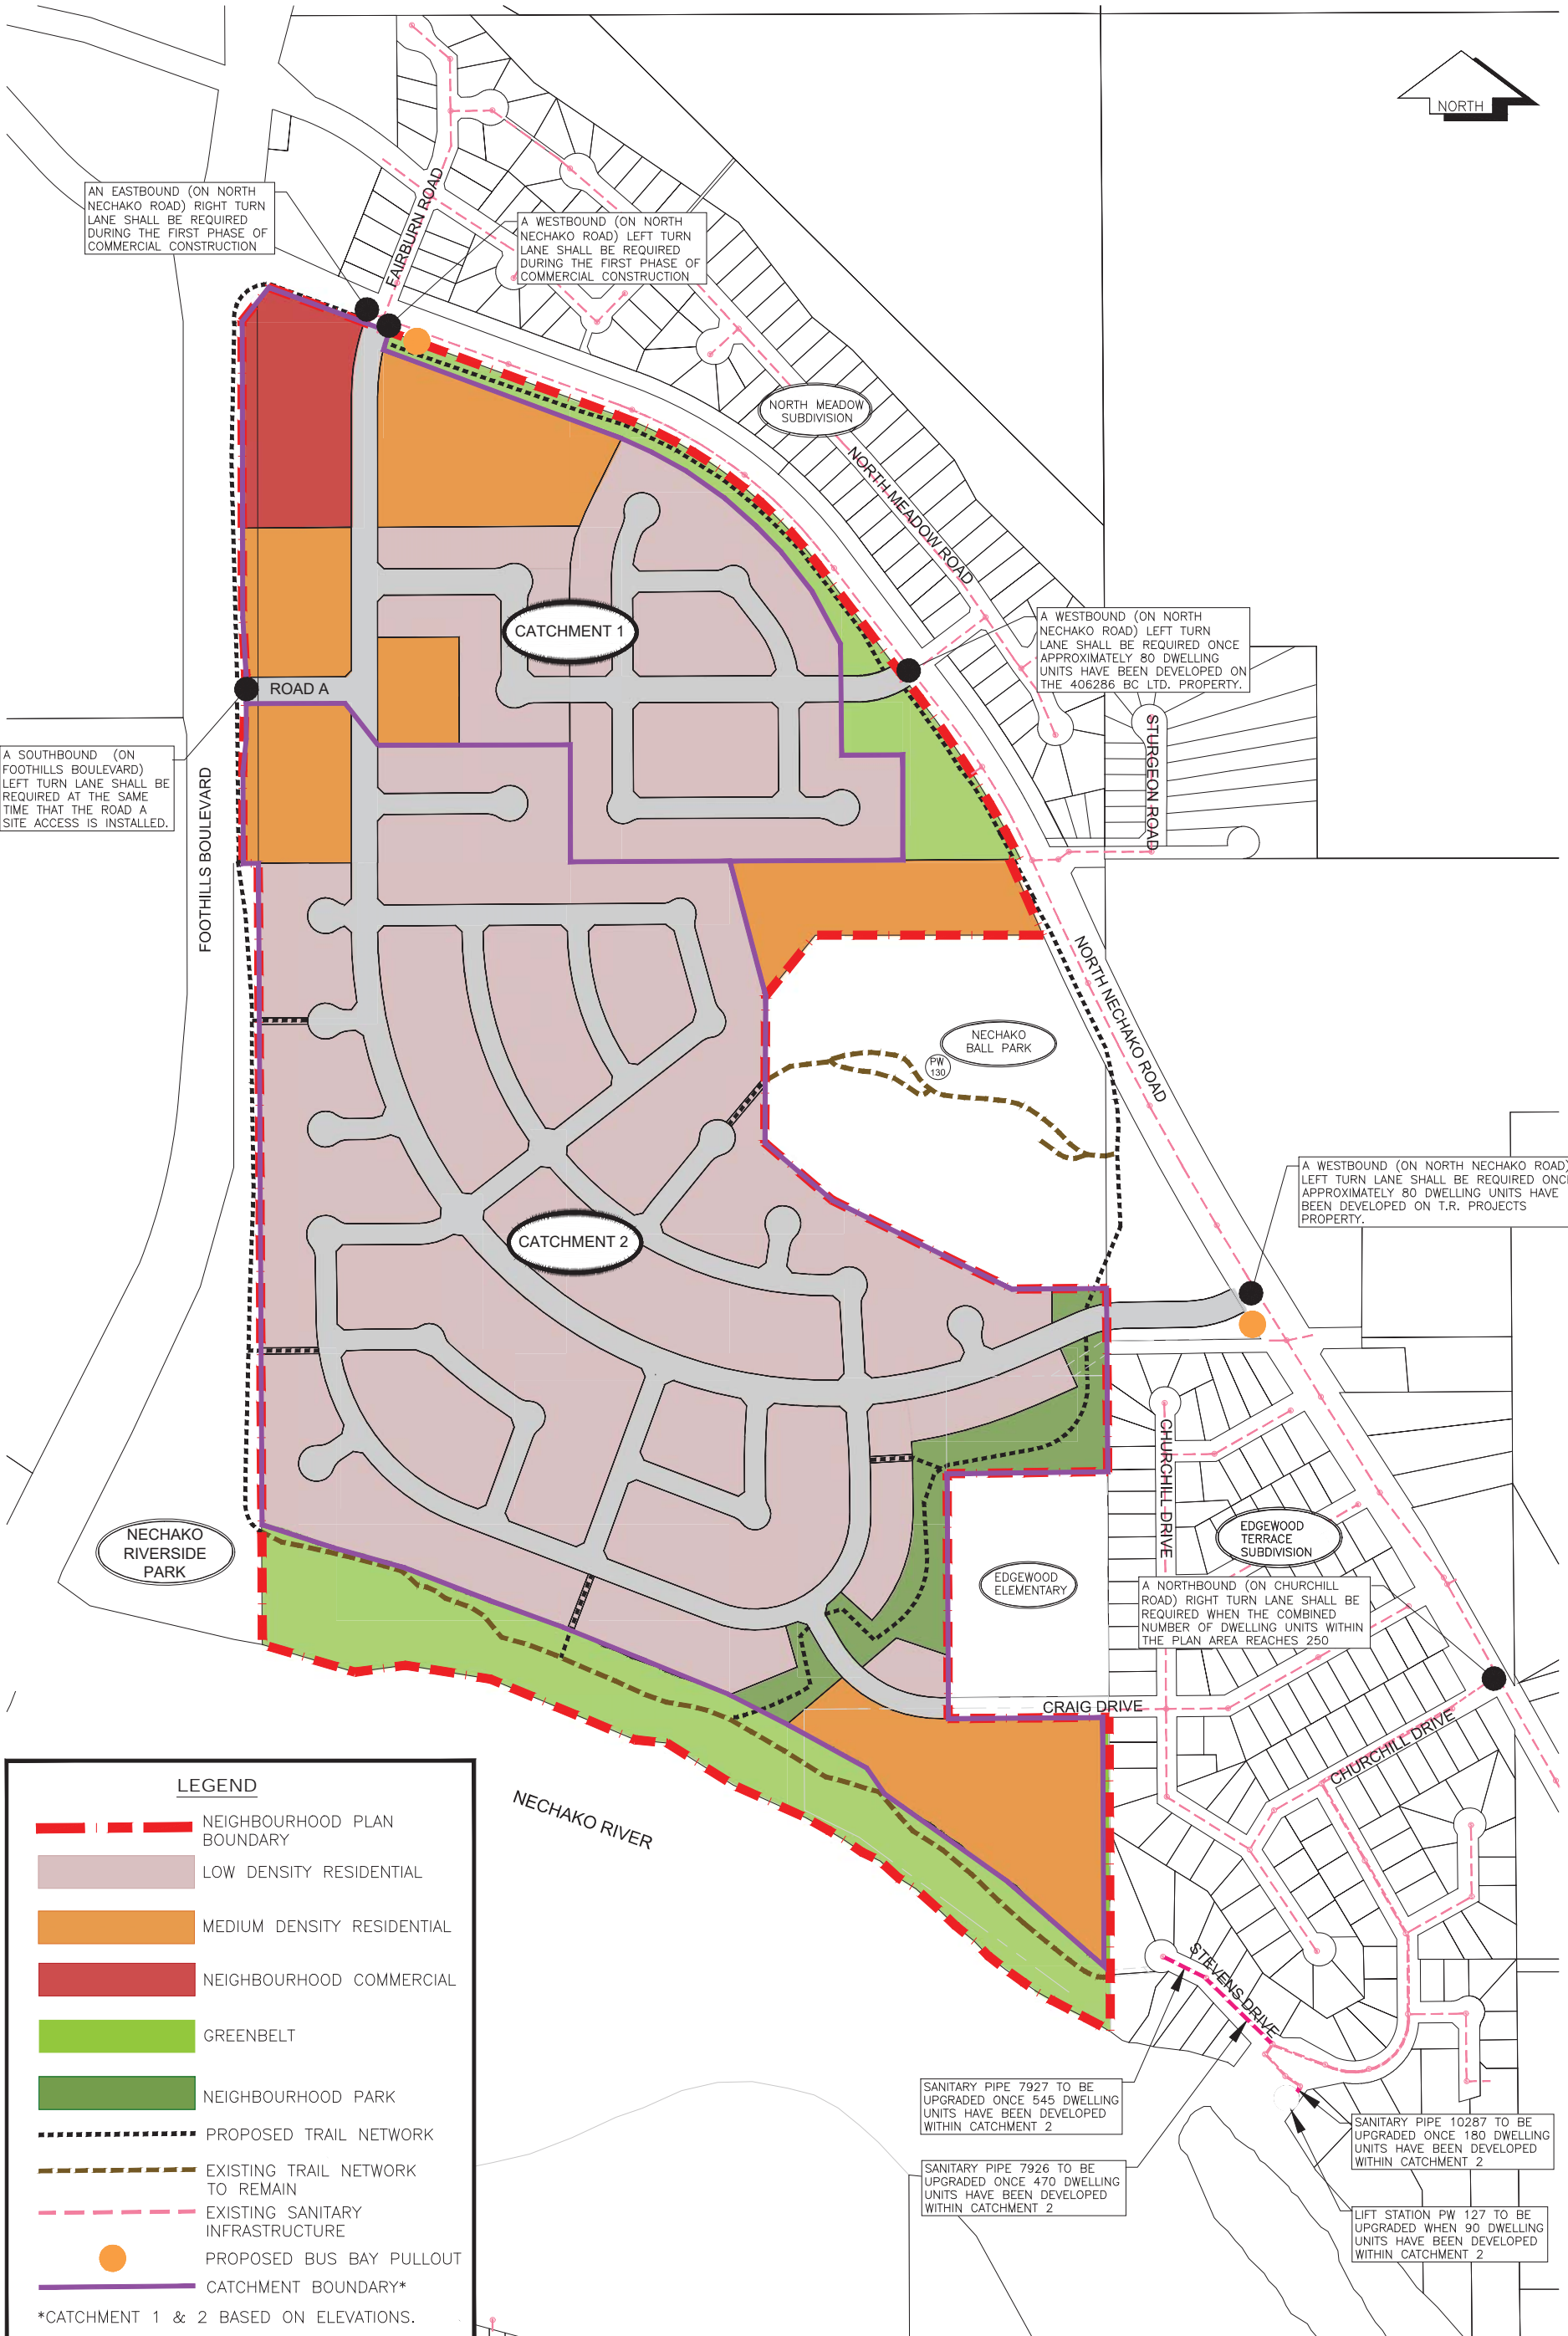 NORTH
AN EASTBOUND (ON NORTH
NECHAKO ROAD) RIGHT TURN
LANE SHALL BE REQUIRED
DURING THE FIRST PHASE OF
COMMERCIAL CONSTRUCTION
FAIRBURN ROAD
A WESTBOUND (ON NORTH
NECHAKO ROAD) LEFT TURN
LANE SHALL BE REQUIRED
DURING THE FIRST PHASE OF
COMMERCIAL CONSTRUCTION
NORTH MEADOW
SUBDIVISION
NORTH MEADOW ROAD
CATCHMENT 1
A WESTBOUND (ON NORTH
NECHAKO ROAD) LEFT TURN
LANE SHALL BE REQUIRED ONCE
APPROXIMATELY 80 DWELLING
UNITS HAVE BEEN DEVELOPED ON
THE 406286 BC LTD. PROPERTY.
ROAD A
STURGEON ROAD
A SOUTHBOUND (ON
FOOTHILLS BOULEVARD)
LEFT TURN LANE SHALL BE
REQUIRED AT THE SAME
TIME THAT THE ROAD A
SITE ACCESS IS INSTALLED.
FOOTHILLS BOULEVARD
NORTH NECHAKO ROAD
NECHAKO
BALL PARK
PW
130
A WESTBOUND (ON NORTH NECHAKO ROAD)
LEFT TURN LANE SHALL BE REQUIRED ONCE
APPROXIMATELY 80 DWELLING UNITS HAVE
BEEN DEVELOPED ON T.R. PROJECTS
PROPERTY.
CATCHMENT 2
CHURCHILL DRIVE
NECHAKO
RIVERSIDE
PARK
EDGEWOOD
TERRACE
SUBDIVISION
EDGEWOOD
ELEMENTARY
A NORTHBOUND (ON CHURCHILL
ROAD) RIGHT TURN LANE SHALL BE
REQUIRED WHEN THE COMBINED
NUMBER OF DWELLING UNITS WITHIN
THE PLAN AREA REACHES 250
CRAIG DRIVE
CHURCHILL DRIVE
NECHAKO RIVER
STEVENS DRIVE
LEGEND
NEIGHBOURHOOD PLAN
BOUNDARY
LOW DENSITY RESIDENTIAL
MEDIUM DENSITY RESIDENTIAL
NEIGHBOURHOOD COMMERCIAL
GREENBELT
NEIGHBOURHOOD PARK
PROPOSED TRAIL NETWORK
EXISTING TRAIL NETWORK
TO REMAIN
EXISTING SANITARY
INFRASTRUCTURE
PROPOSED BUS BAY PULLOUT
CATCHMENT BOUNDARY*
*CATCHMENT 1 & 2 BASED ON ELEVATIONS.
SANITARY PIPE 7927 TO BE
UPGRADED ONCE 545 DWELLING
UNITS HAVE BEEN DEVELOPED
WITHIN CATCHMENT 2
SANITARY PIPE 7926 TO BE
UPGRADED ONCE 470 DWELLING
UNITS HAVE BEEN DEVELOPED
WITHIN CATCHMENT 2
SANITARY PIPE 10287 TO BE
UPGRADED ONCE 180 DWELLING
UNITS HAVE BEEN DEVELOPED
WITHIN CATCHMENT 2
LIFT STATION PW 127 TO BE
UPGRADED WHEN 90 DWELLING
UNITS HAVE BEEN DEVELOPED
WITHIN CATCHMENT 2